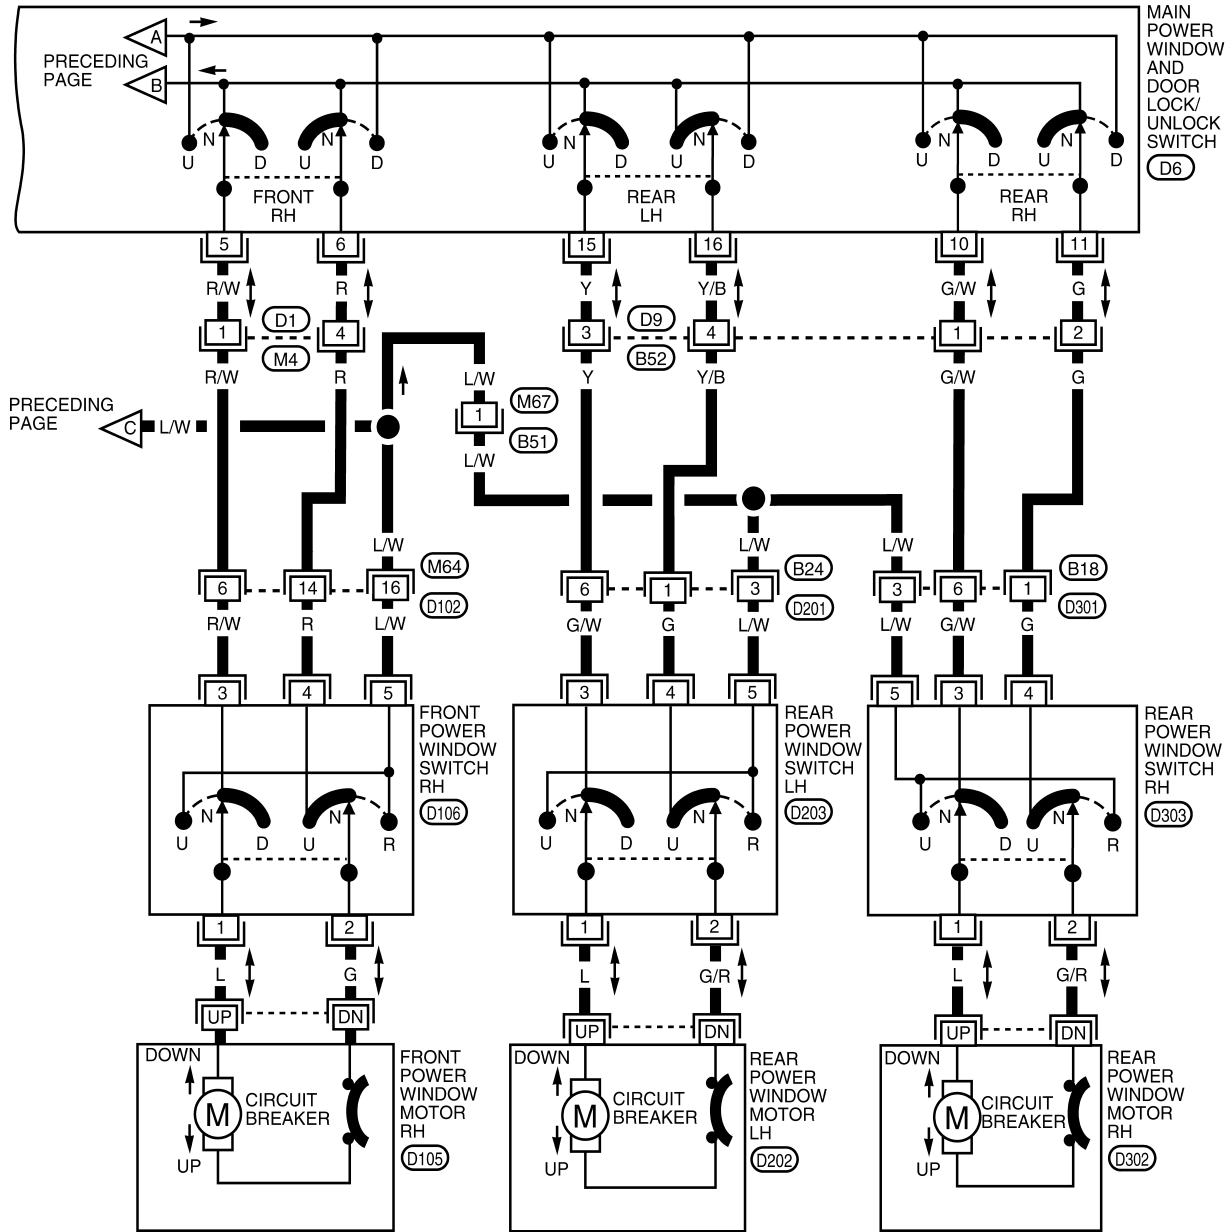 MAIN
POWER
WINDOW
AND
DOOR
LOCK/
UNLOCK
SWITCH
D6
PRECEDING
PAGE
A
B
U N D U N D
U N D U N D
U N D U N D
FRONT
RH
REAR
LH
REAR
RH
5 6 15 16 10 11
R/W R Y Y/B G/W G
1 D1 4 3 D9 4 1 2
M4 B52
R/W R Y Y/B G/W G
L/W
PRECEDING
PAGE
C L/W
1 M67
B51
L/W
L/W L/W L/W
M64 B24 B18
6 14 16 6 1 3 3 6 1
D102 D201 D301
R/W R L/W G/W G L/W L/W G/W G
3 4 5 3 4 5 5 3 4
FRONT
POWER
WINDOW
SWITCH
RH
D106
REAR
POWER
WINDOW
SWITCH
LH
D203
REAR
POWER
WINDOW
SWITCH
RH
D303
U N D U N R
U N D U N R
U N D U N R
1 2 1 2 1 2
L G L G/R L G/R
UP DN UP DN UP DN
DOWN
M
CIRCUIT
BREAKER
UP
FRONT
POWER
WINDOW
MOTOR
RH
D105
DOWN
M
CIRCUIT
BREAKER
UP
REAR
POWER
WINDOW
MOTOR
LH
D202
DOWN
M
CIRCUIT
BREAKER
UP
REAR
POWER
WINDOW
MOTOR
RH
D302